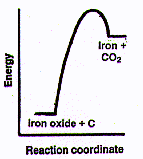 Energy
Iron +
CO₂
Iron oxide + C
Reaction coordinate